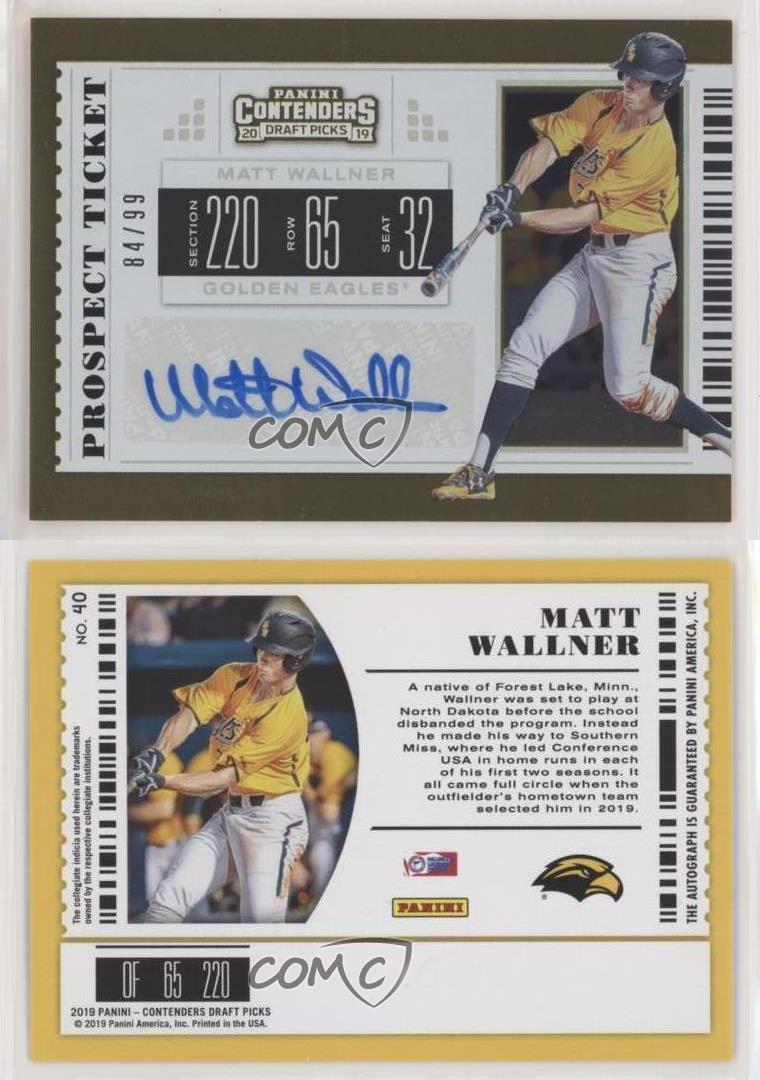 PROSPECT TICKET
84/99
PANINI
CONTENDERS
20 DRAFT PICKS 19
MATT WALLNER
SECTION 220 ROW 65 SEAT 32
GOLDEN EAGLES
Matt Wallner
COMC
NO. 40
The collegiate indicia used herein are trademarks
owned by the respective collegiate institutions.
MATT
WALLNER
A native of Forest Lake, Minn.,
Wallner was set to play at
North Dakota before the school
disbanded the program. Instead
he made his way to Southern
Miss, where he led Conference
USA in home runs in each
of his first two seasons. It
all came full circle when the
outfielder's hometown team
selected him in 2019.
PANINI
THE AUTOGRAPH IS GUARANTEED BY PANINI AMERICA, INC.
OF 65 220
COMC
2019 PANINI – CONTENDERS DRAFT PICKS
© 2019 Panini America, Inc. Printed in the USA.